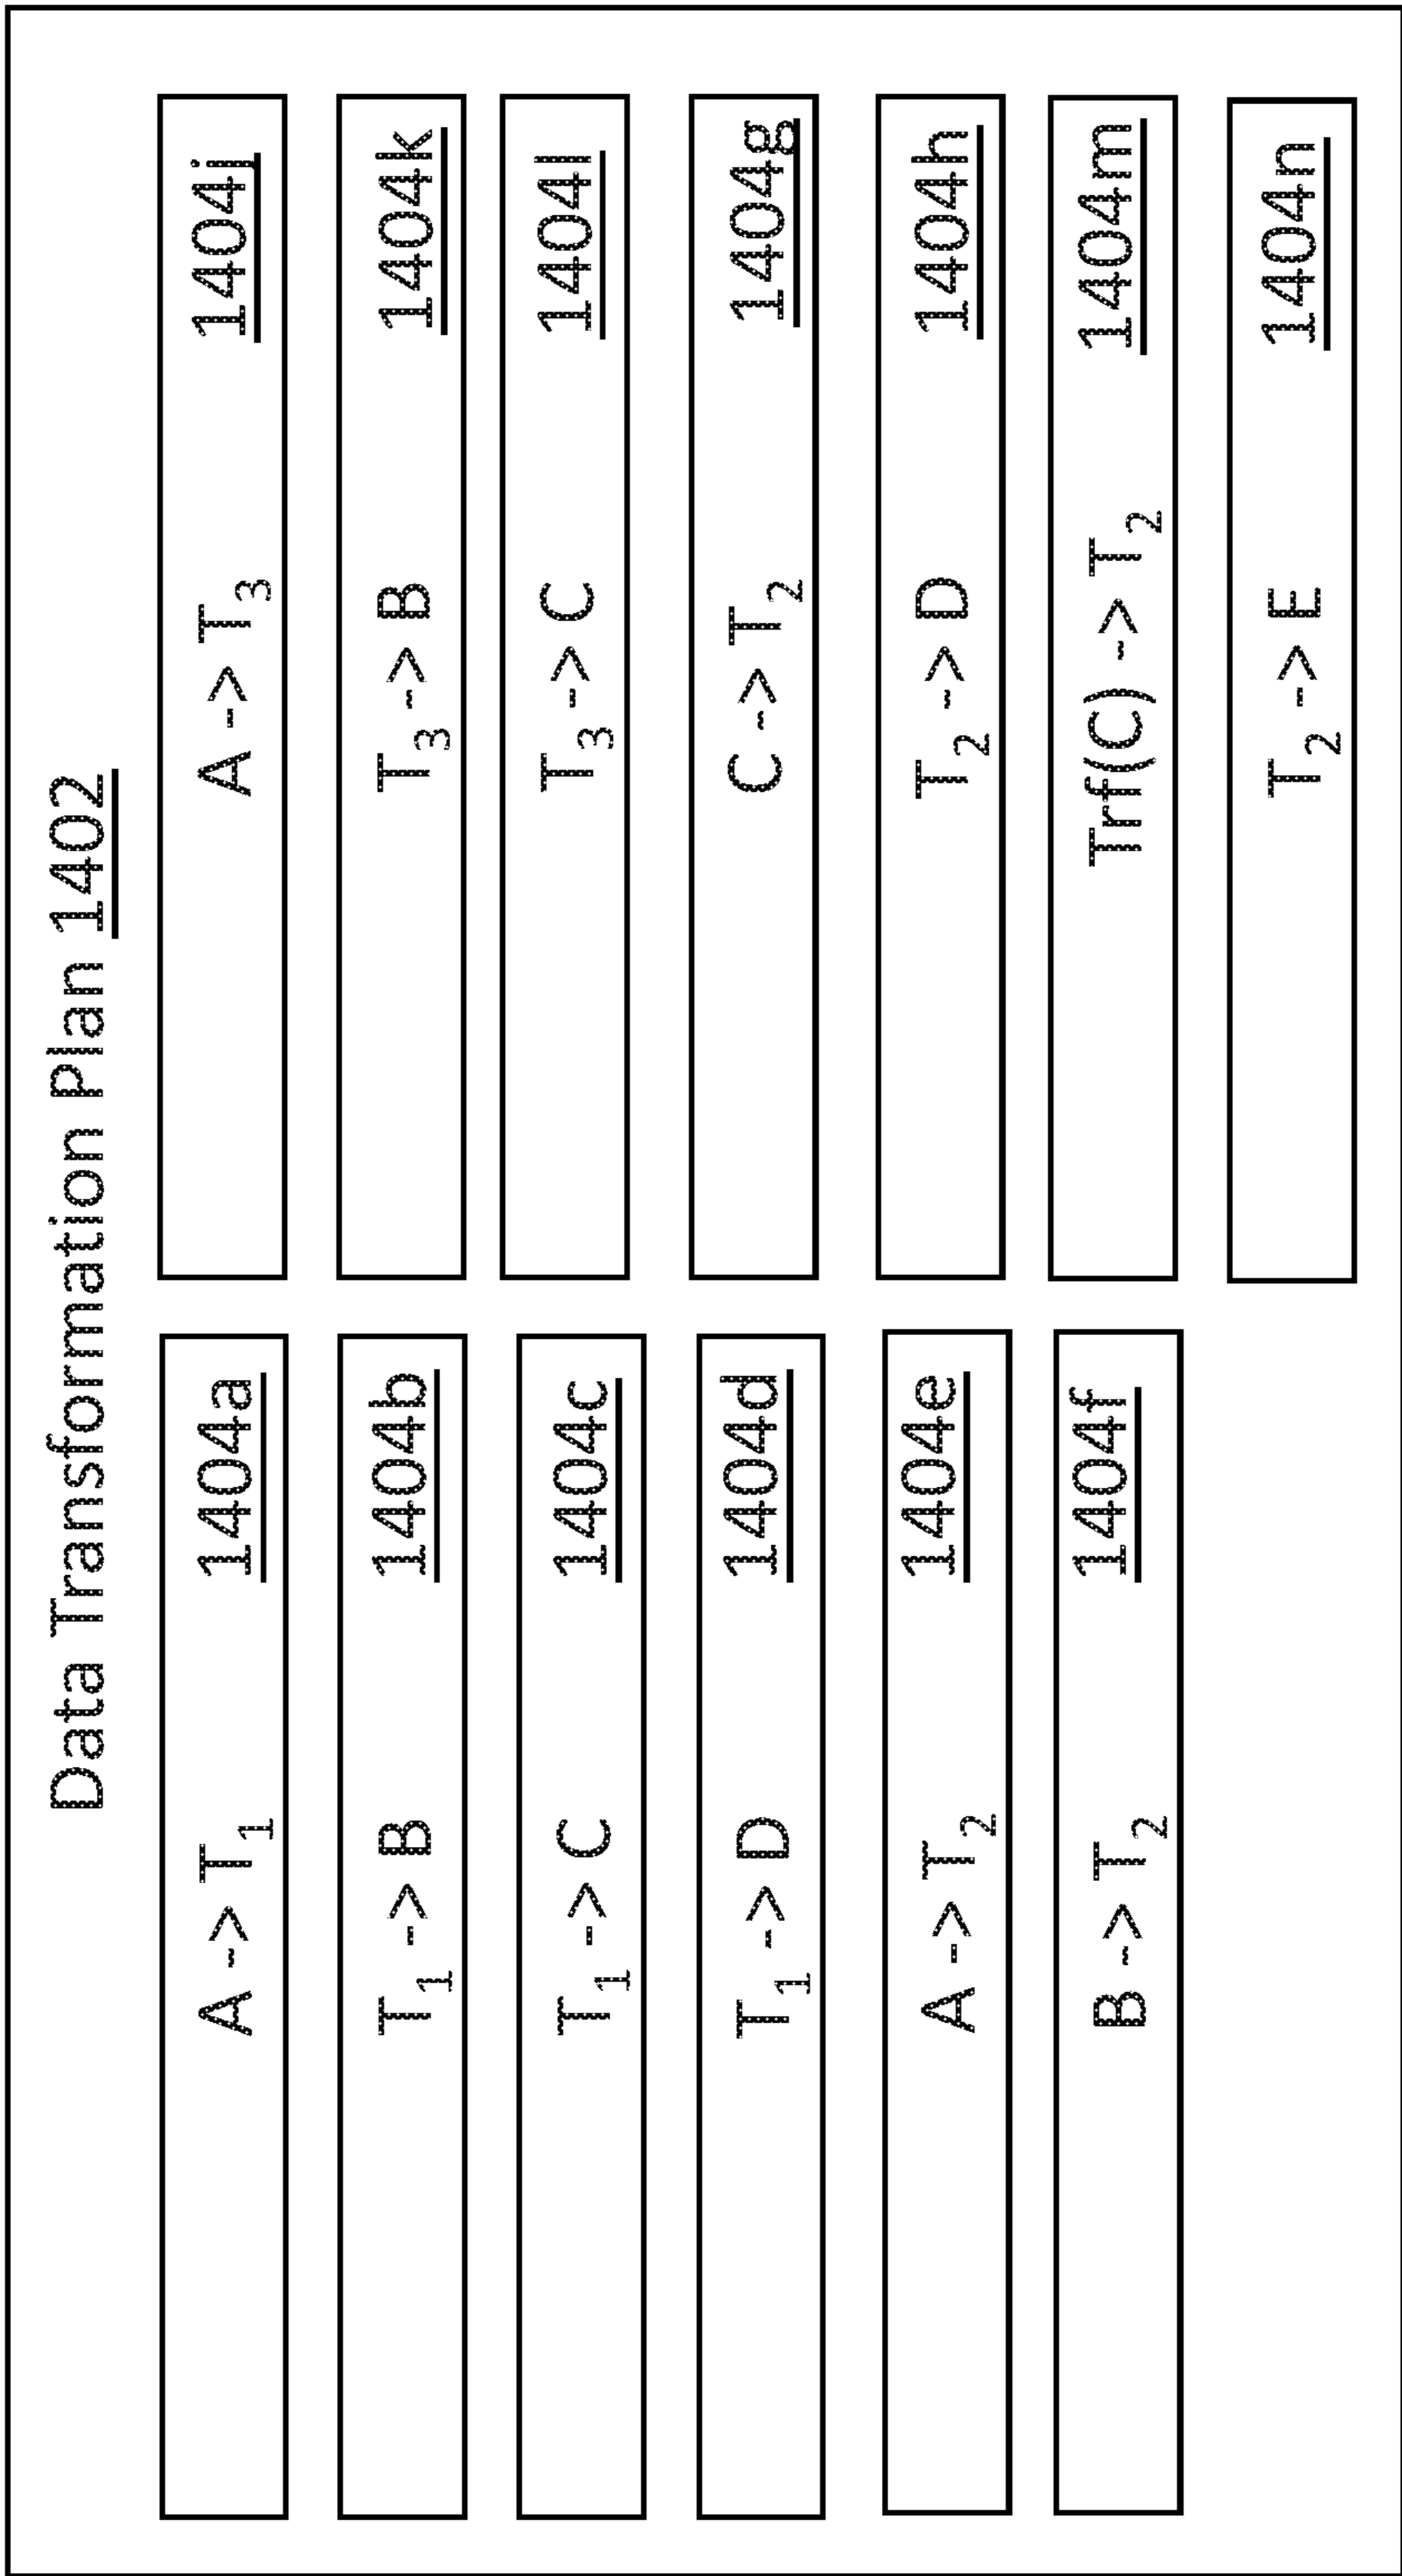 Data Transformation Plan 1402
A -> T1 1404a
T1 -> B 1404b
T1 -> C 1404c
T1 -> D 1404d
A -> T2 1404e
B -> T2 1404f
A -> T3 1404j
T3 -> B 1404k
T3 -> C 1404l
C -> T2 1404g
T2 -> D 1404h
Trf(C) -> T2 1404m
T2 -> E 1404n